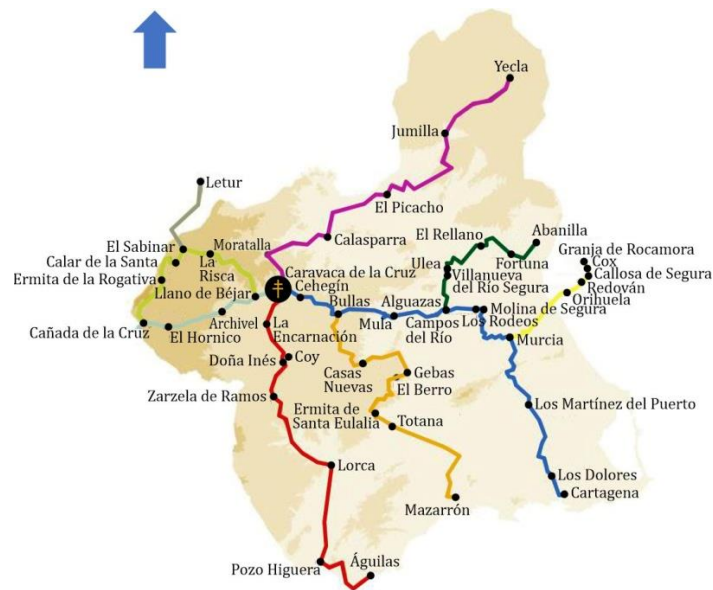 Yecla
Jumilla
Letur
El Picacho
El Rellano
Abanilla
Calasparra
El Sabinar
Moratalla
Granja de Rocamora
Calar de la Santa
La
Risca
Ulea
Fortuna
Cox
Ermita de la Rogativa
Caravaca de la Cruz
Villanueva
del Río Segura
Callosa de Segura
Llano de Béjar
Cehegín
Redován
Bullas
Alguazas
Orihuela
Cañada de la Cruz
Archivel
El Hornico
La
Encarnación
Mula
Campos
del Río
Molina de Segura
Los Rodeos
Murcia
Doña Inés
Coy
Casas
Nuevas
Gebas
El Berro
Zarzela de Ramos
Ermita de
Santa Eulalia
Totana
Los Martínez del Puerto
Lorca
Los Dolores
Mazarrón
Cartagena
Pozo Higuera
Águilas